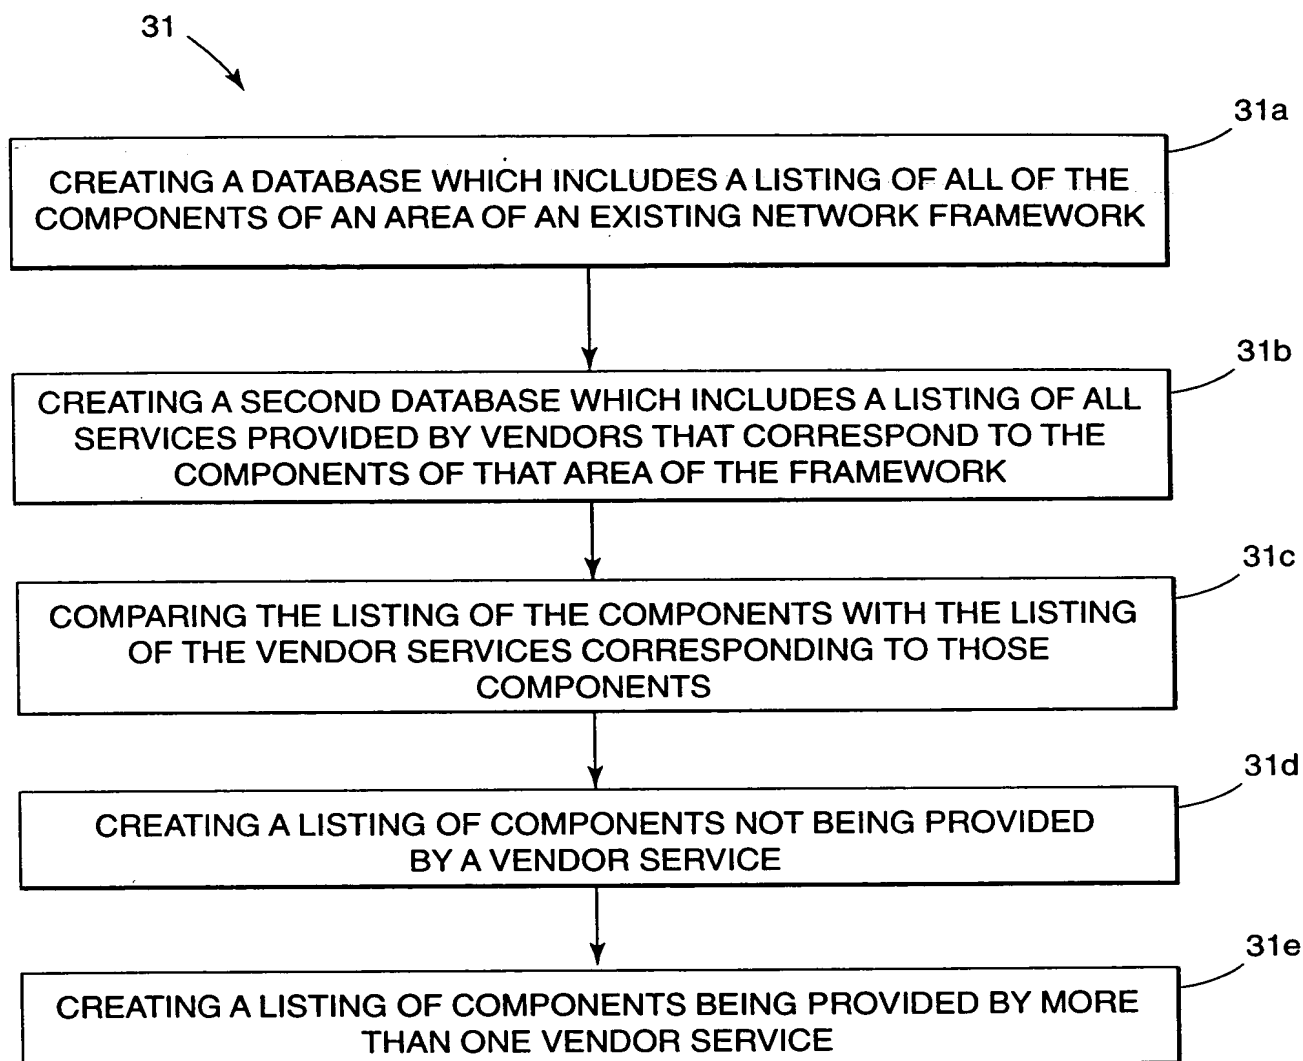 31
31a
CREATING A DATABASE WHICH INCLUDES A LISTING OF ALL OF THE
COMPONENTS OF AN AREA OF AN EXISTING NETWORK FRAMEWORK
31b
CREATING A SECOND DATABASE WHICH INCLUDES A LISTING OF ALL
SERVICES PROVIDED BY VENDORS THAT CORRESPOND TO THE
COMPONENTS OF THAT AREA OF THE FRAMEWORK
31c
COMPARING THE LISTING OF THE COMPONENTS WITH THE LISTING
OF THE VENDOR SERVICES CORRESPONDING TO THOSE
COMPONENTS
31d
CREATING A LISTING OF COMPONENTS NOT BEING PROVIDED
BY A VENDOR SERVICE
31e
CREATING A LISTING OF COMPONENTS BEING PROVIDED BY MORE
THAN ONE VENDOR SERVICE